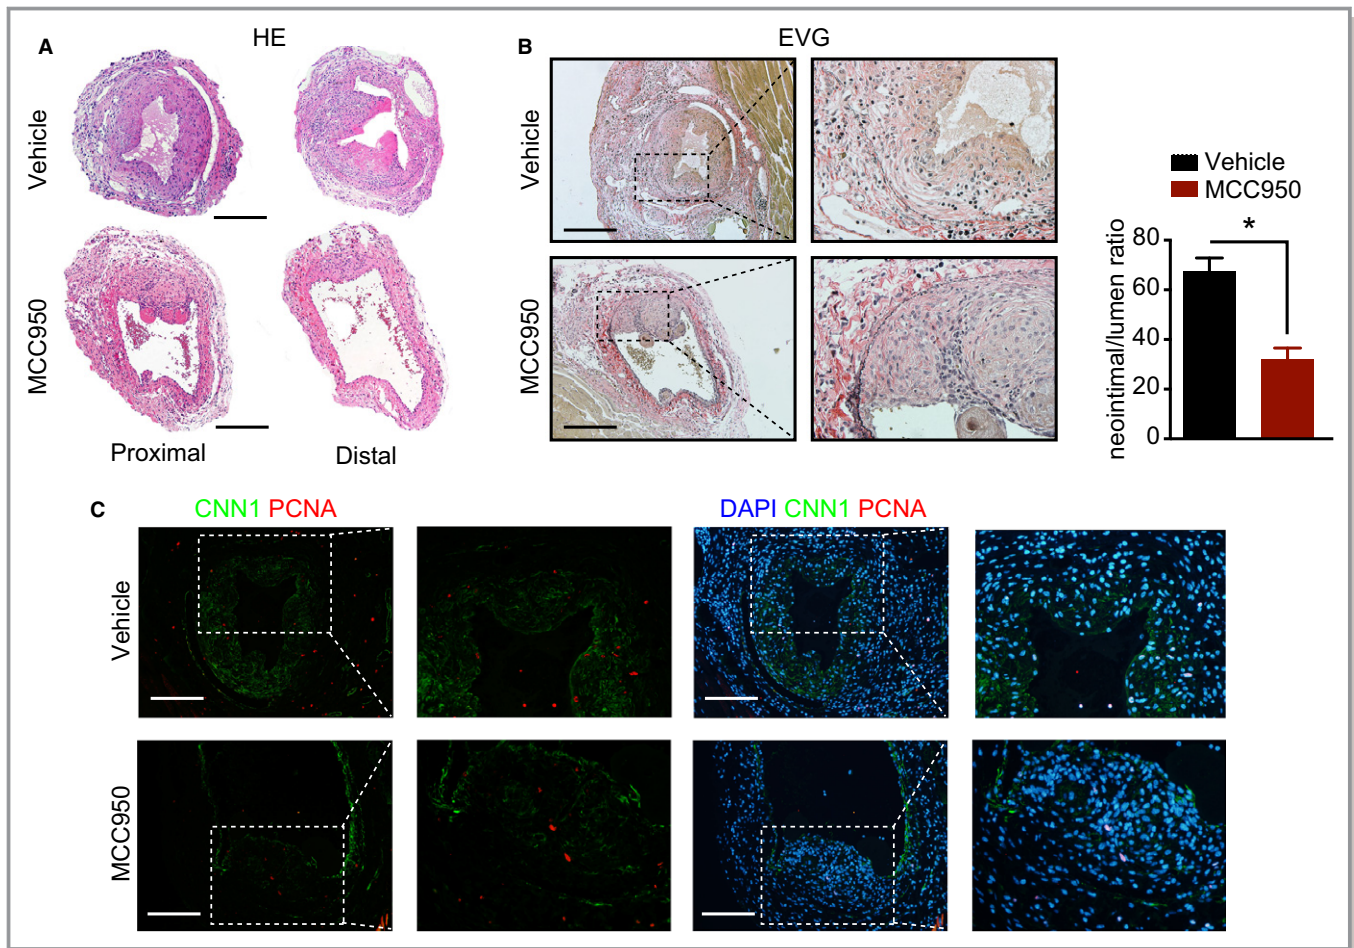 A
HE
Vehicle
MCC950
Proximal
Distal
B
EVG
Vehicle
MCC950
Vehicle
MCC950
*
neointimal/lumen ratio
80
60
40
20
0
C
CNN1 PCNA
DAPI CNN1 PCNA
Vehicle
MCC950